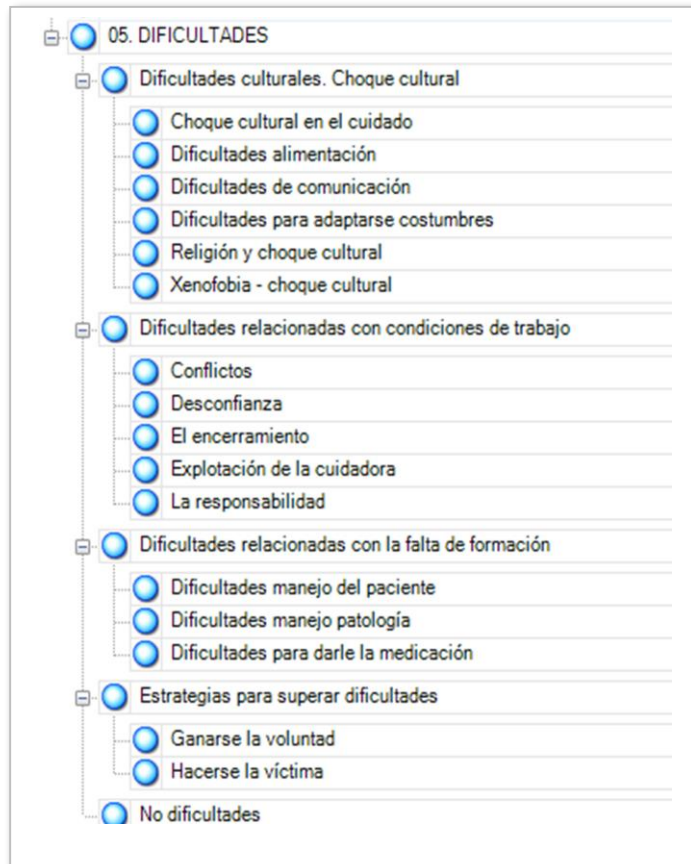 05. DIFICULTADES
Dificultades culturales. Choque cultural
Choque cultural en el cuidado
Dificultades alimentación
Dificultades de comunicación
Dificultades para adaptarse costumbres
Religión y choque cultural
Xenofobia - choque cultural
Dificultades relacionadas con condiciones de trabajo
Conflictos
Desconfianza
El encerramiento
Explotación de la cuidadora
La responsabilidad
Dificultades relacionadas con la falta de formación
Dificultades manejo del paciente
Dificultades manejo patología
Dificultades para darle la medicación
Estrategias para superar dificultades
Ganarse la voluntad
Hacerse la víctima
No dificultades